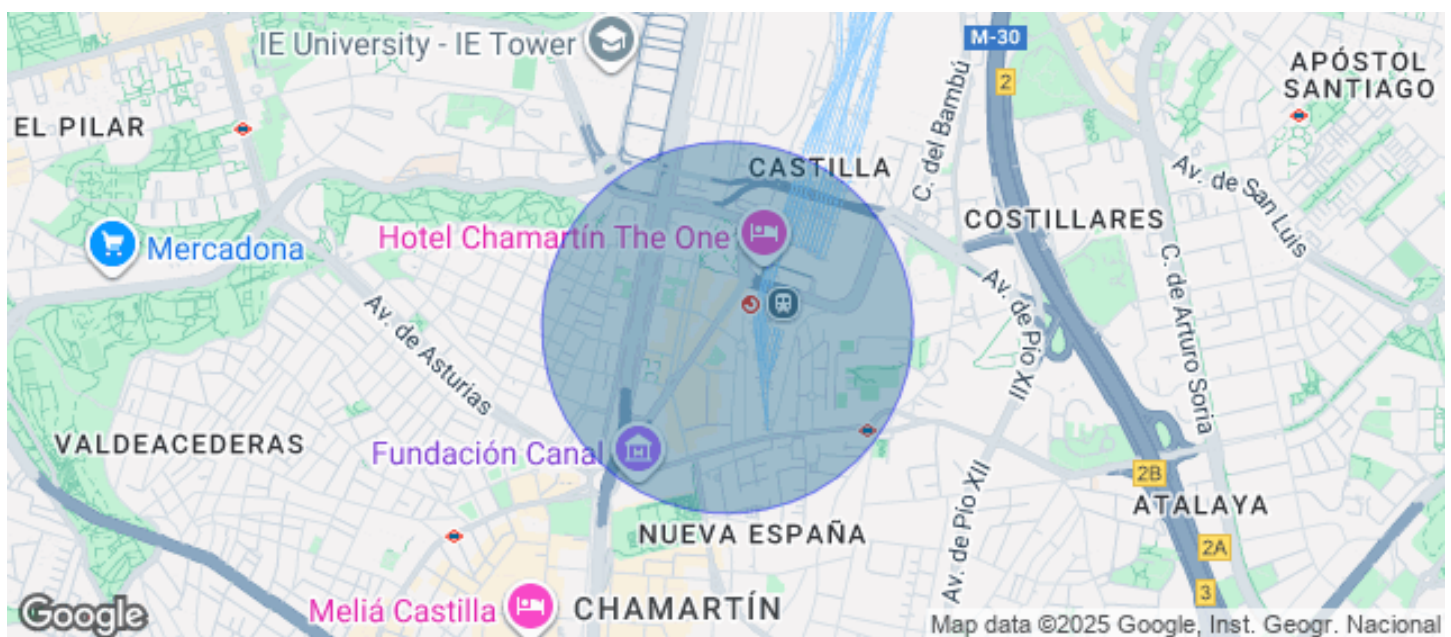 IE University - IE Tower
M-30
2
APÓSTOL
SANTIAGO
EL PILAR
CASTILLA
C. del Bambú
Av. de San Luis
COSTILLARES
Hotel Chamartín The One
Mercadona
Av. de Asturias
Av. de Pío XII
C. de Arturo Soria
VALDEACEDERAS
Fundación Canal
2B
ATALAYA
NUEVA ESPAÑA
Av. de Pío XII
2A
3
Meliá Castilla
CHAMARTÍN
Google
Map data ©2025 Google, Inst. Geogr. Nacional